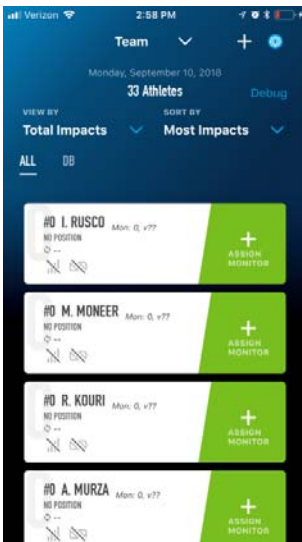 Verizon 2:58 PM
Team
Monday, September 10, 2018
33 Athletes
Debug
VIEW BY SORT BY
Total Impacts Most Impacts
ALL DB
#0 I. RUSCO Mon: 0, v??
NO POSITION
--
+
ASSIGN
MONITOR
#0 M. MONEER Mon: 0, v??
NO POSITION
--
+
ASSIGN
MONITOR
#0 R. KOURI Mon: 0, v??
NO POSITION
--
+
ASSIGN
MONITOR
#0 A. MURZA Mon: 0, v??
NO POSITION
--
+
ASSIGN
MONITOR